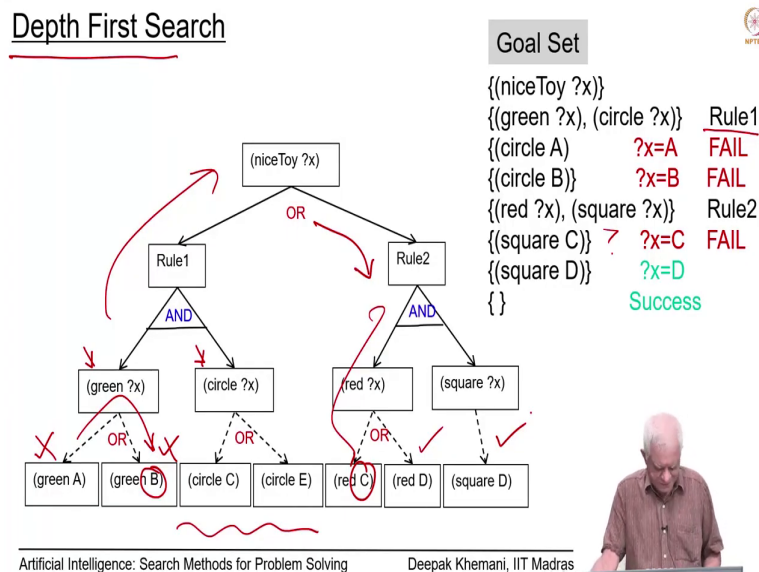 Depth First Search
NPTE
Goal Set
{(niceToy ?x)}
{(green ?x), (circle ?x)} Rule1
{(circle A) ?x=A FAIL
{(circle B)} ?x=B FAIL
{(red ?x), (square ?x)} Rule2
{(square C)} ? ?x=C FAIL
{(square D)} ?x=D
{ } Success
(niceToy ?x)
OR
Rule1
Rule2
AND
AND
(green ?x)
(circle ?x)
(red ?x)
(square ?x)
OR
OR
OR
(green A)
(green B)
(circle C)
(circle E)
(red C)
(red D)
(square D)
Artificial Intelligence: Search Methods for Problem Solving
Deepak Khemani, IIT Madras